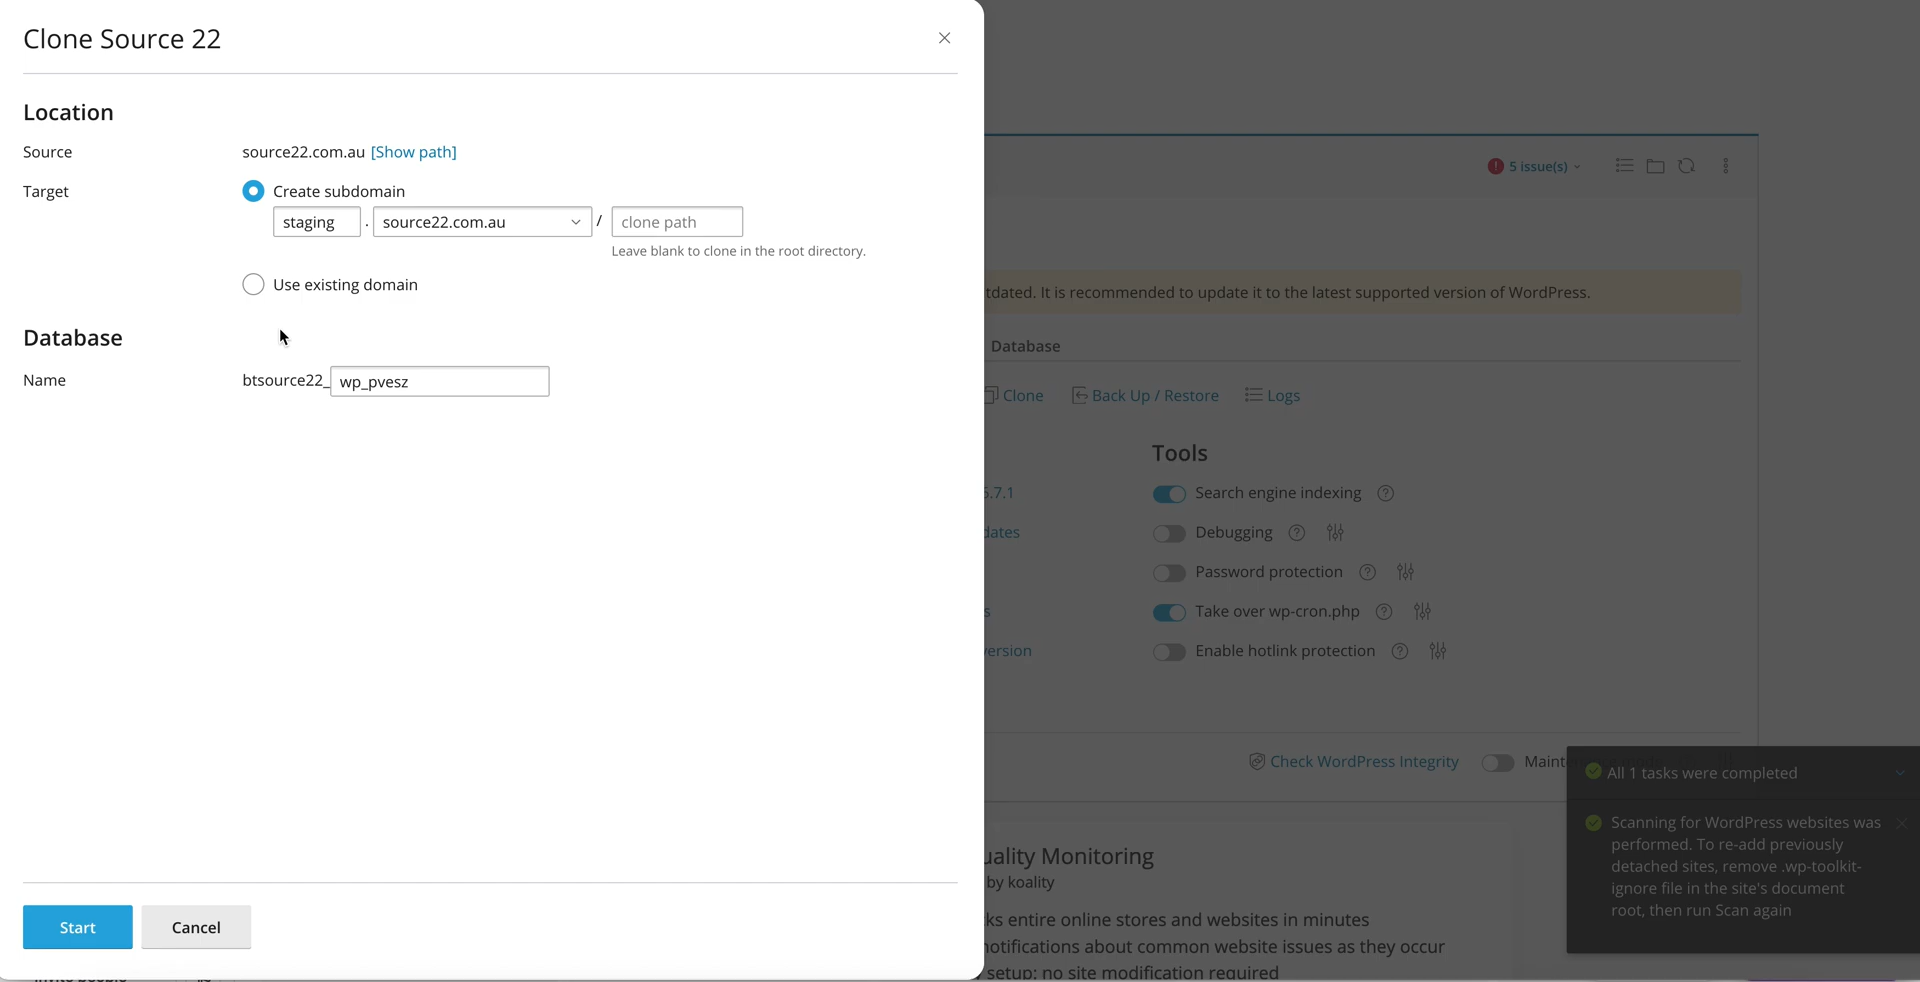 Clone Source 22
Location
Source
source22.com.au [Show path]
Target
Create subdomain
staging . source22.com.au / clone path
Leave blank to clone in the root directory.
Use existing domain
Database
Name
btsource22_ wp_pvesz
Start
Cancel
5 issue(s)
tdated. It is recommended to update it to the latest supported version of WordPress.
Database
Clone
Back Up / Restore
Logs
Tools
6.7.1
Search engine indexing
dates
Debugging
Password protection
s
Take over wp-cron.php
version
Enable hotlink protection
Check WordPress Integrity
Maint
All 1 tasks were completed
Scanning for WordPress websites was
performed. To re-add previously
detached sites, remove .wp-toolkit-
ignore file in the site's document
root, then run Scan again
uality Monitoring
by koality
ks entire online stores and websites in minutes
notifications about common website issues as they occur
setup: no site modification required